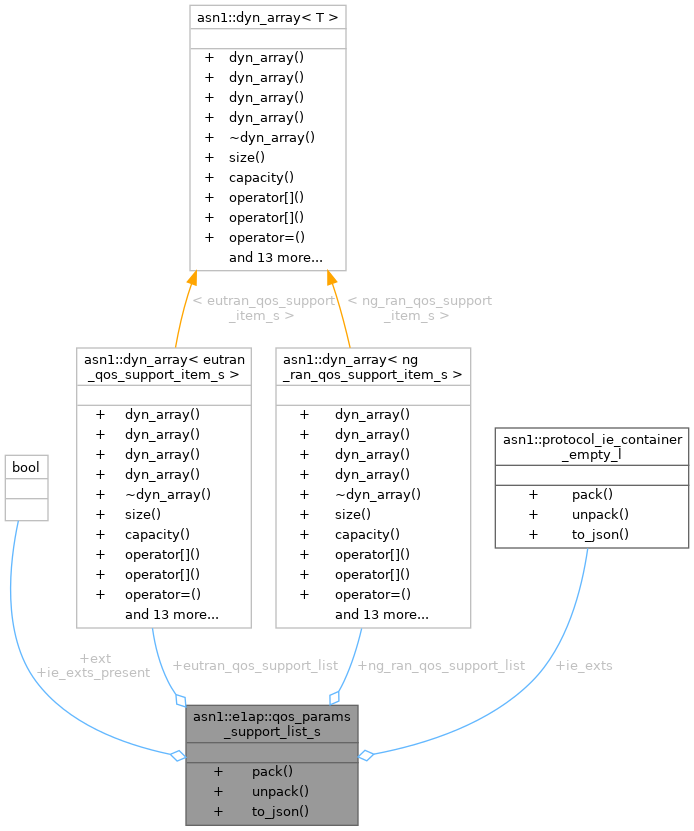 asn1::dyn_array< T >
+ dyn_array()
+ dyn_array()
+ dyn_array()
+ dyn_array()
+ ~dyn_array()
+ size()
+ capacity()
+ operator[]()
+ operator[]()
+ operator=()
and 13 more...
< eutran_qos_support
_item_s >
< ng_ran_qos_support
_item_s >
asn1::dyn_array< eutran
_qos_support_item_s >
+ dyn_array()
+ dyn_array()
+ dyn_array()
+ dyn_array()
+ ~dyn_array()
+ size()
+ capacity()
+ operator[]()
+ operator[]()
+ operator=()
and 13 more...
asn1::dyn_array< ng
_ran_qos_support_item_s >
+ dyn_array()
+ dyn_array()
+ dyn_array()
+ dyn_array()
+ ~dyn_array()
+ size()
+ capacity()
+ operator[]()
+ operator[]()
+ operator=()
and 13 more...
asn1::protocol_ie_container
_empty_l
+ pack()
+ unpack()
+ to_json()
bool
+ext
+ie_exts_present
+eutran_qos_support_list
+ng_ran_qos_support_list
+ie_exts
asn1::e1ap::qos_params
_support_list_s
+ pack()
+ unpack()
+ to_json()